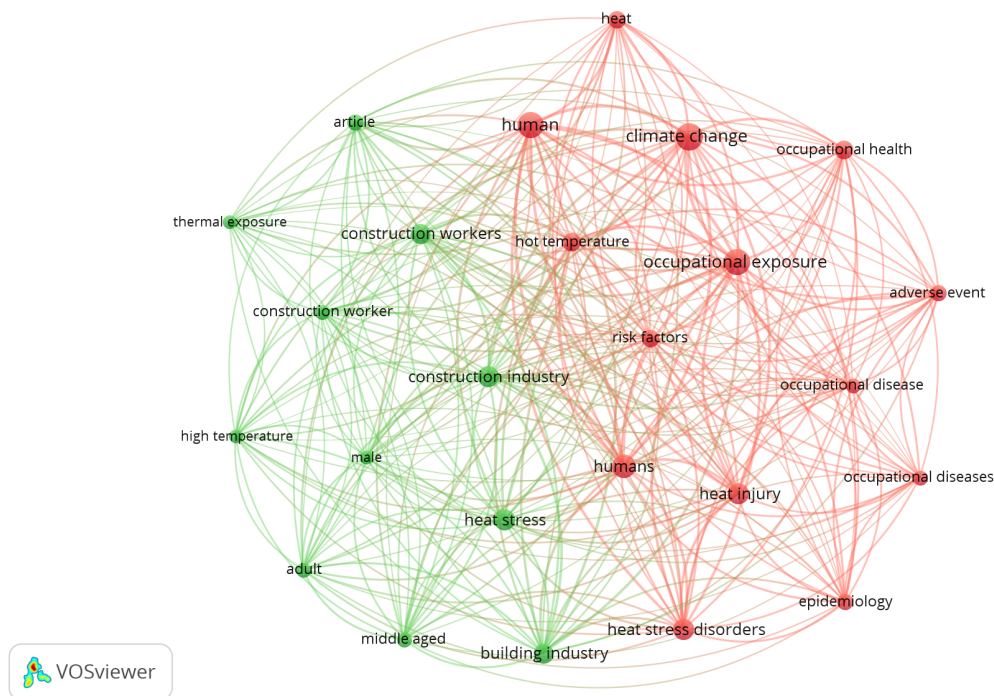 heat
article
human
climate change
occupational health
thermal exposure
construction workers
hot temperature
occupational exposure
adverse event
construction worker
risk factors
construction industry
occupational disease
high temperature
male
humans
heat injury
occupational diseases
heat stress
adult
epidemiology
middle aged
building industry
heat stress disorders
VOSviewer